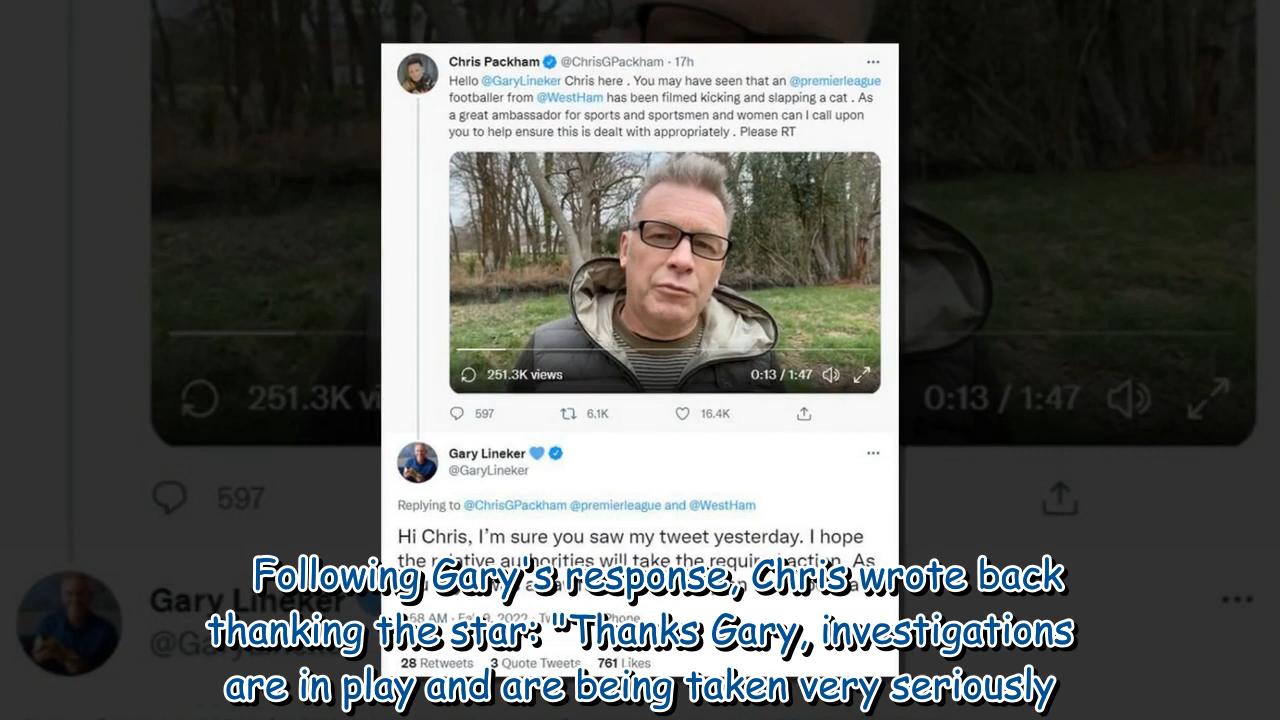 Chris Packham @ChrisGPackham · 17h
Hello @GaryLineker Chris here . You may have seen that an @premierleague
footballer from @WestHam has been filmed kicking and slapping a cat . As
a great ambassador for sports and sportsmen and women can I call upon
you to help ensure this is dealt with appropriately . Please RT
251.3K views
0:13 / 1:47
597 6.1K 16.4K
Gary Lineker
@GaryLineker
Replying to @ChrisGPackham @premierleague and @WestHam
Hi Chris, I'm sure you saw my tweet yesterday. I hope
the relative authorities will take the required action. As
Following Gary's response, Chris wrote back
thanking the star: "Thanks Gary, investigations
are in play and are being taken very seriously
28 Retweets 3 Quote Tweets 761 Likes
251.3K vi
0:13 / 1:47
597
Gary Lineker